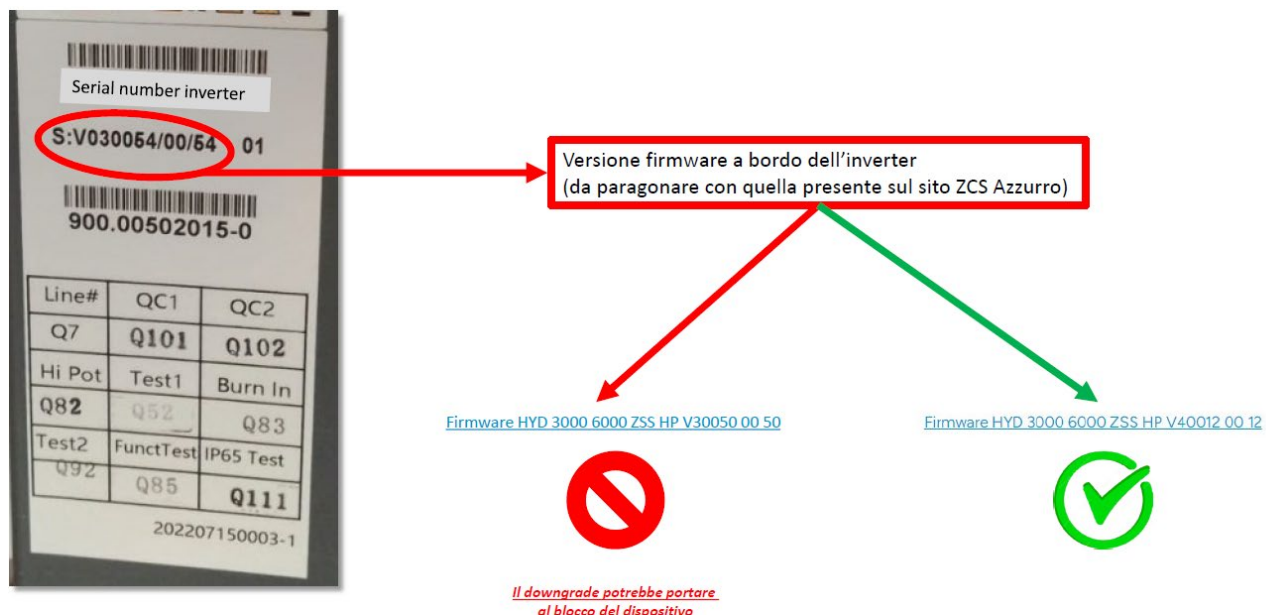 Serial number inverter
S:V030054/00/54 01
900.00502015-0
Line# QC1 QC2
Q7 Q101 Q102
Hi Pot Test1 Burn In
Q82 Q52 Q83
Test2 FunctTest IP65 Test
Q92 Q85 Q111
202207150003-1
Versione firmware a bordo dell'inverter
(da paragonare con quella presente sul sito ZCS Azzurro)
Firmware HYD 3000 6000 ZSS HP V30050 00 50
Firmware HYD 3000 6000 ZSS HP V40012 00 12
Il downgrade potrebbe portare
al blocco del dispositivo